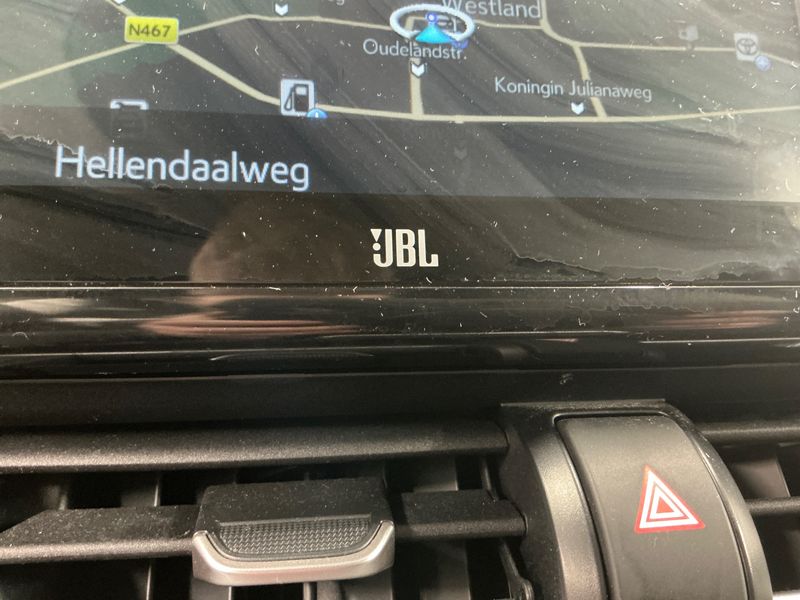 Westland
N467
Oudelandstr.
Koningin Julianaweg
Hellendaalweg
JBL